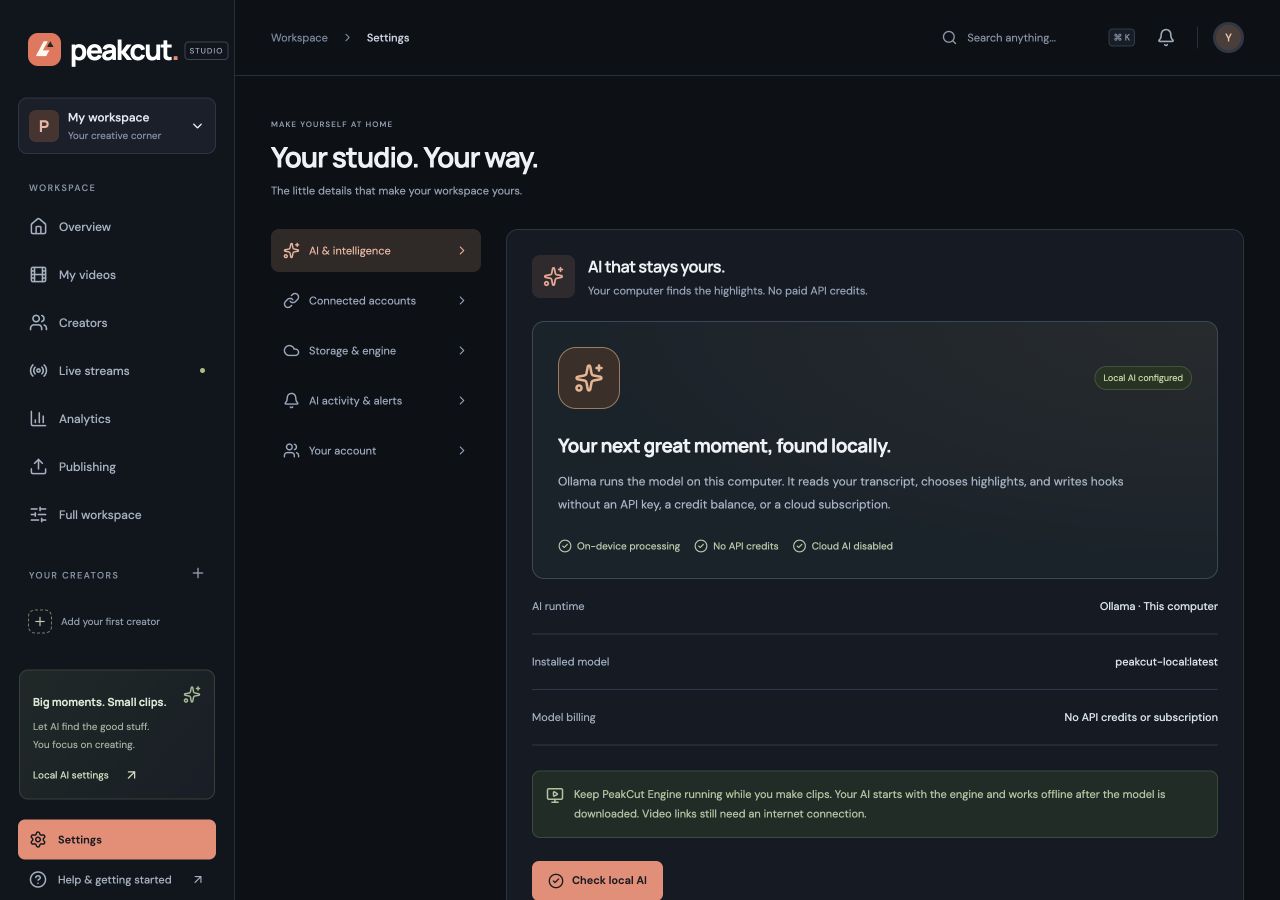 peakcut.
STUDIO
P
My workspace
Your creative corner
WORKSPACE
Overview
My videos
Creators
Live streams
Analytics
Publishing
Full workspace
YOUR CREATORS
Add your first creator
Big moments. Small clips.
Let AI find the good stuff.
You focus on creating.
Local AI settings
Settings
Help & getting started
Workspace
Settings
Search anything...
⌘ K
Y
MAKE YOURSELF AT HOME
Your studio. Your way.
The little details that make your workspace yours.
AI & intelligence
Connected accounts
Storage & engine
AI activity & alerts
Your account
AI that stays yours.
Your computer finds the highlights. No paid API credits.
Local AI configured
Your next great moment, found locally.
Ollama runs the model on this computer. It reads your transcript, chooses highlights, and writes hooks
without an API key, a credit balance, or a cloud subscription.
On-device processing
No API credits
Cloud AI disabled
AI runtime
Ollama · This computer
Installed model
peakcut-local:latest
Model billing
No API credits or subscription
Keep PeakCut Engine running while you make clips. Your AI starts with the engine and works offline after the model is
downloaded. Video links still need an internet connection.
Check local AI